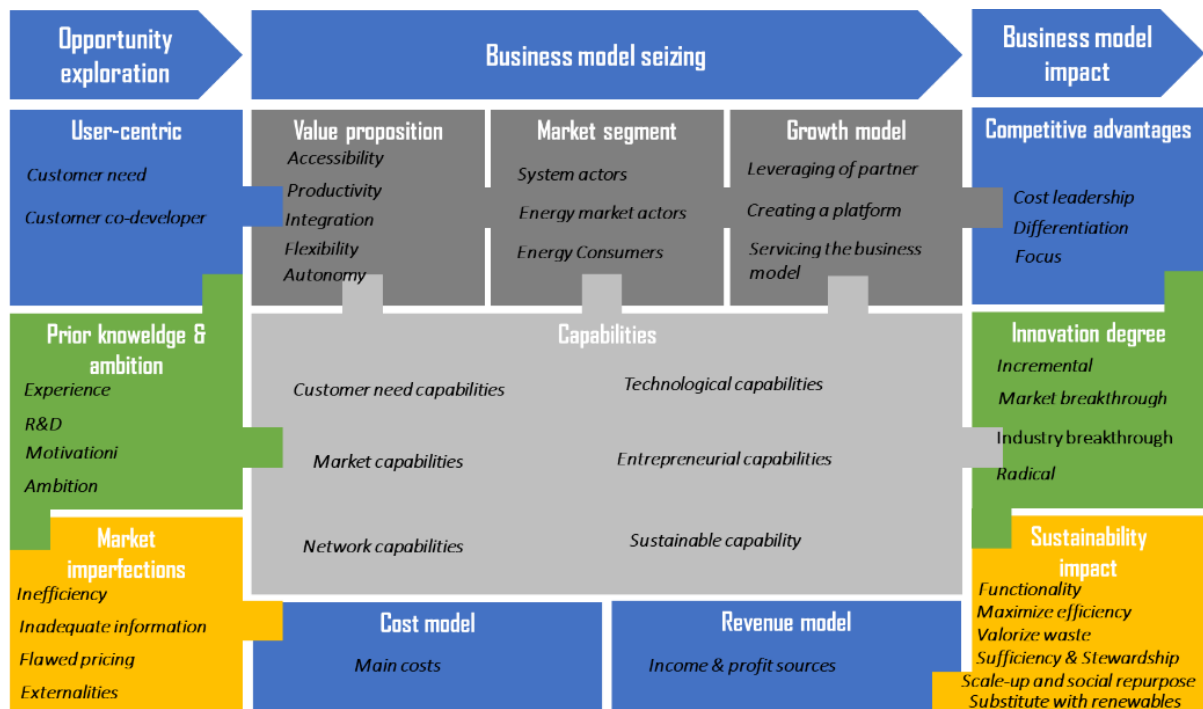 Opportunity
exploration
Business model seizing
Business model
impact
User-centric
Customer need
Customer co-developer
Value proposition
Accessibility
Productivity
Integration
Flexibility
Autonomy
Market segment
System actors
Energy market actors
Energy Consumers
Growth model
Leveraging of partner
Creating a platform
Servicing the business
model
Competitive advantages
Cost leadership
Differentiation
Focus
Prior knoweldge &
ambition
Experience
R&D
Motivationi
Ambition
Capabilities
Customer need capabilities
Technological capabilities
Market capabilities
Entrepreneurial capabilities
Network capabilities
Sustainable capability
Innovation degree
Incremental
Market breakthrough
Industry breakthrough
Radical
Market
imperfections
Inefficiency
Inadequate information
Flawed pricing
Externalities
Cost model
Main costs
Revenue model
Income & profit sources
Sustainability
impact
Functionality
Maximize efficiency
Valorize waste
Sufficiency & Stewardship
Scale-up and social repurpose
Substitute with renewables